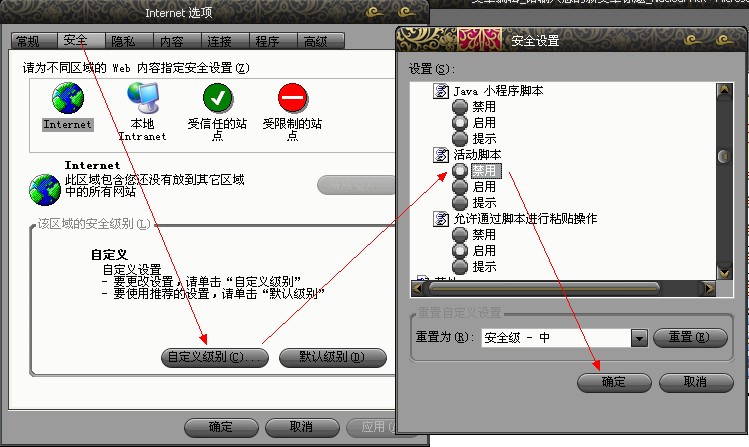 Internet 选项
常规 安全 隐私 内容 连接 程序 高级
请为不同区域的 Web 内容指定安全设置(Z)
Internet
本地
Intranet
受信任的站
点
受限制的站
点
Internet
此区域包含您还没有放到其它区域
中的所有网站
该区域的安全级别(L)
自定义
自定义设置
- 要更改设置,请单击“自定义级别”
- 要使用推荐的设置,请单击“默认级别”
自定义级别(C)...
默认级别(D)
确定
取消
应用(A)
安全设置
设置(S):
Java 小程序脚本
禁用
启用
提示
活动脚本
禁用
启用
提示
允许通过脚本进行粘贴操作
禁用
启用
提示
重置自定义设置
重置为(R):
安全级 - 中
重置(E)
确定
取消